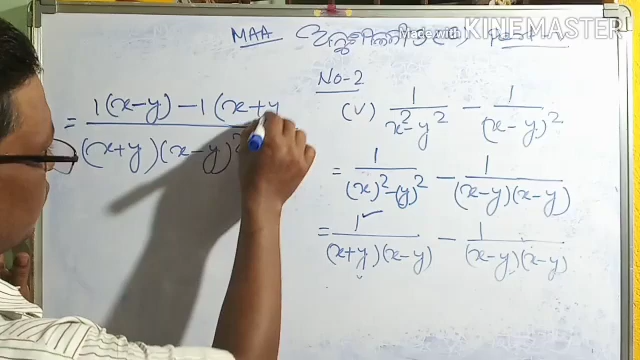 MAA
Made with KINEMASTER
No-2
(v) 1/(x²-y²) - 1/(x-y)²
= 1/((x)²-(y)²) - 1/((x-y)(x-y))
= 1✓/((x+y)(x-y)) - 1/((x-y)(x-y))
= (1(x-y) -1(x+y)/((x+y)(x-y)²